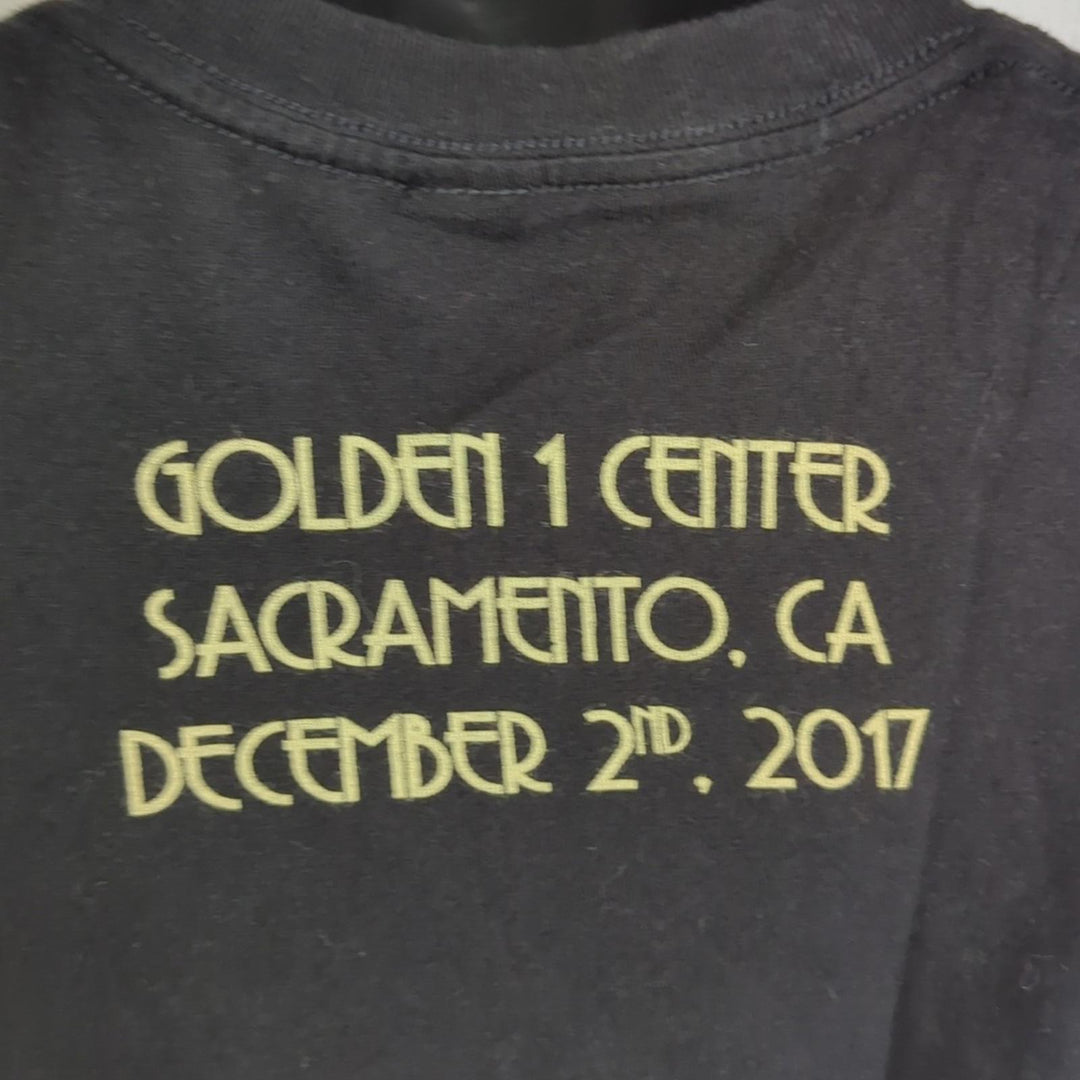 GOLDEN 1 CENTER
SACRAMENTO, CA
DECEMBER 2ND, 2017